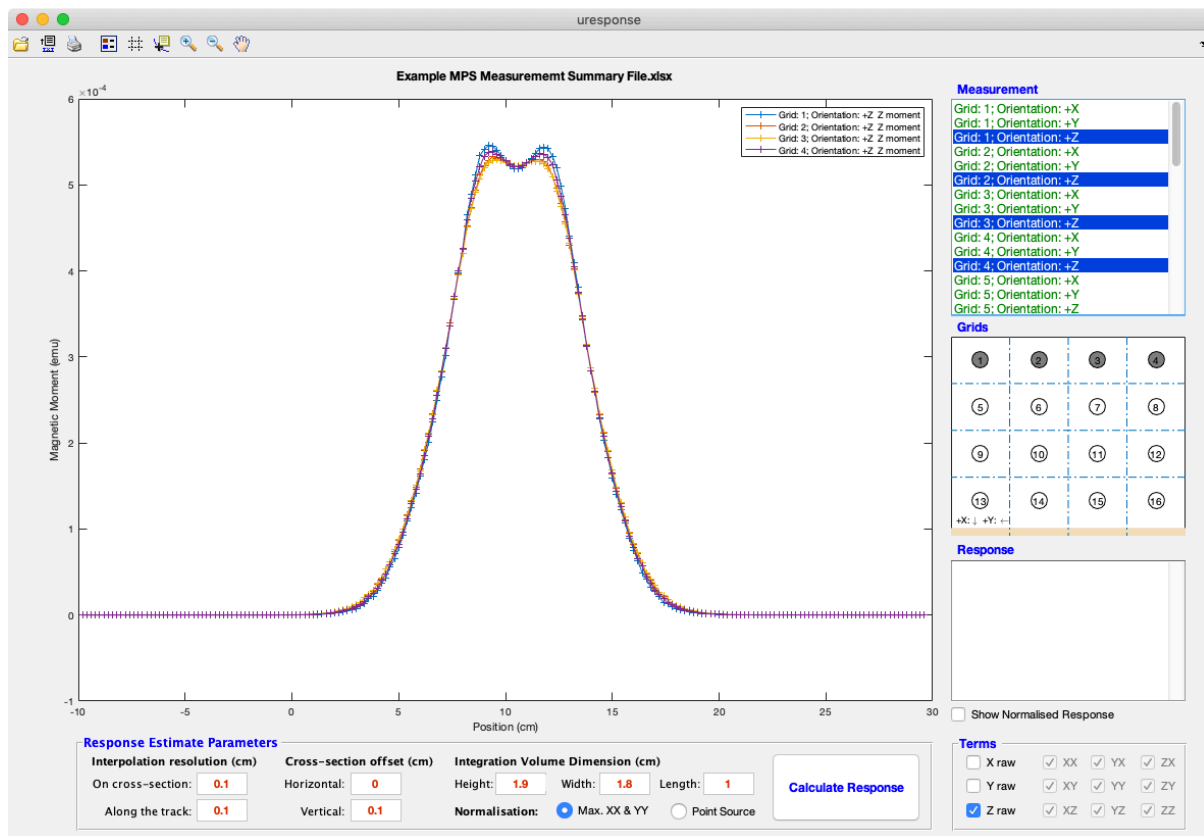 uresponse
TXT
Example MPS Measurememt Summary File.xlsx
×10⁻⁴
6
5
4
3
2
1
0
-1
-10
-5
0
5
10
15
20
25
30
Magnetic Moment (emu)
Position (cm)
Grid: 1; Orientation: +Z Z moment
Grid: 2; Orientation: +Z Z moment
Grid: 3; Orientation: +Z Z moment
Grid: 4; Orientation: +Z Z moment
Measurement
Grid: 1; Orientation: +X
Grid: 1; Orientation: +Y
Grid: 1; Orientation: +Z
Grid: 2; Orientation: +X
Grid: 2; Orientation: +Y
Grid: 2; Orientation: +Z
Grid: 3; Orientation: +X
Grid: 3; Orientation: +Y
Grid: 3; Orientation: +Z
Grid: 4; Orientation: +X
Grid: 4; Orientation: +Y
Grid: 4; Orientation: +Z
Grid: 5; Orientation: +X
Grid: 5; Orientation: +Y
Grid: 5; Orientation: +Z
Grids
1 2 3 4
5 6 7 8
9 10 11 12
13 14 15 16
+X: ↓ +Y: ←
Response
Show Normalised Response
Response Estimate Parameters
Interpolation resolution (cm) Cross-section offset (cm) Integration Volume Dimension (cm)
On cross-section: 0.1 Horizontal: 0 Height: 1.9 Width: 1.8 Length: 1
Along the track: 0.1 Vertical: 0.1 Normalisation: Max. XX & YY Point Source
Calculate Response
Terms
X raw XX YX ZX
Y raw XY YY ZY
Z raw XZ YZ ZZ